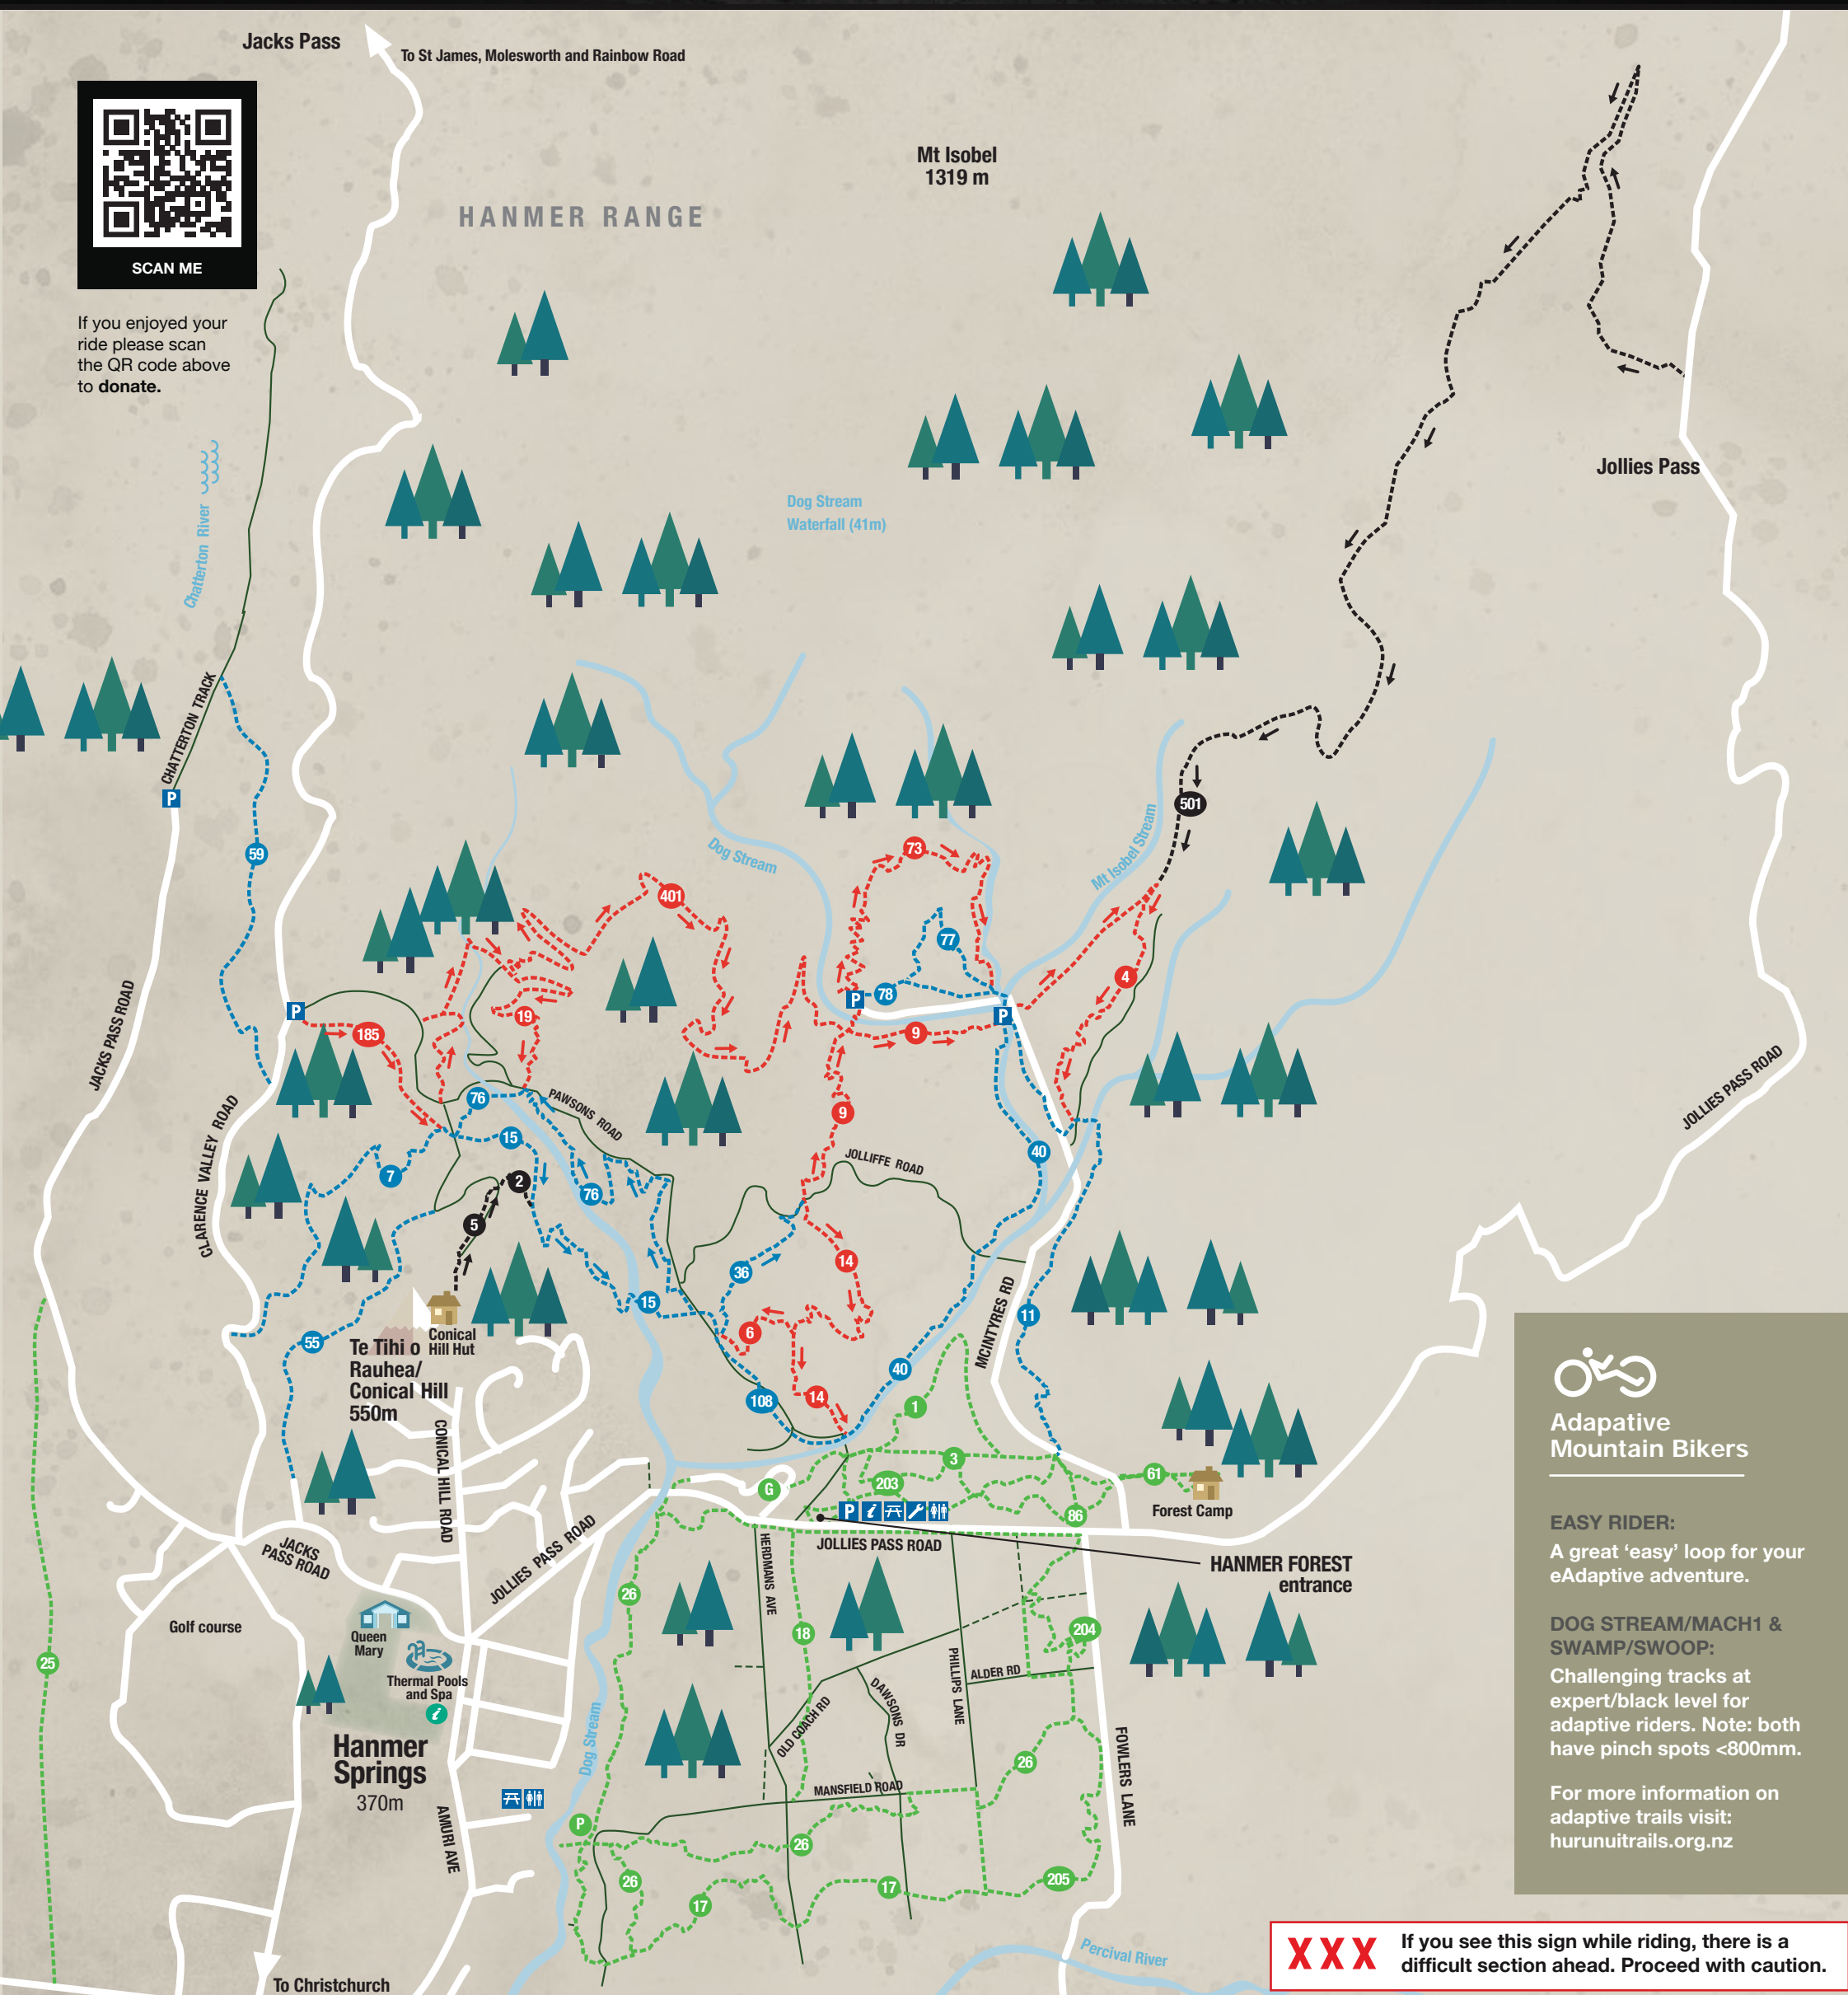 Jacks Pass
To St James, Molesworth and Rainbow Road
SCAN ME
If you enjoyed your
ride please scan
the QR code above
to donate.
HANMER RANGE
Mt Isobel
1319 m
Jollies Pass
Dog Stream
Waterfall (41m)
Chatterton River
CHATTERTON TRACK
P
59
501
Mt Isobel Stream
Dog Stream
73
401
77
78
P
4
P
9
P
185
19
JACKS PASS ROAD
CLARENCE VALLEY ROAD
76
PAWSONS ROAD
9
JOLLIES PASS ROAD
15
7
2
76
JOLLIFFE ROAD
40
5
14
36
15
6
11
MCINTYRES RD
55
Conical
Hill Hut
Te Tihi o
Rauhea/
Conical Hill
550m
40
108
14
1
CONICAL HILL ROAD
3
203
G
61
Forest Camp
P
i
86
JOLLIES PASS ROAD
HANMER FOREST
entrance
JACKS
PASS ROAD
JOLLIES PASS ROAD
HERDMANS AVE
26
18
204
Golf course
Queen
Mary
Thermal Pools
and Spa
i
25
PHILLIPS LANE
ALDER RD
DAWSONS DR
OLD COACH RD
Dog Stream
Hanmer
Springs
370m
FOWLERS LANE
26
MANSFIELD ROAD
AMURI AVE
P
26
26
17
17
205
Percival River
To Christchurch
Adapative
Mountain Bikers
EASY RIDER:
A great ‘easy’ loop for your
eAdaptive adventure.
DOG STREAM/MACH1 &
SWAMP/SWOOP:
Challenging tracks at
expert/black level for
adaptive riders. Note: both
have pinch spots <800mm.
For more information on
adaptive trails visit:
hurunuitrails.org.nz
XXX
If you see this sign while riding, there is a
difficult section ahead. Proceed with caution.